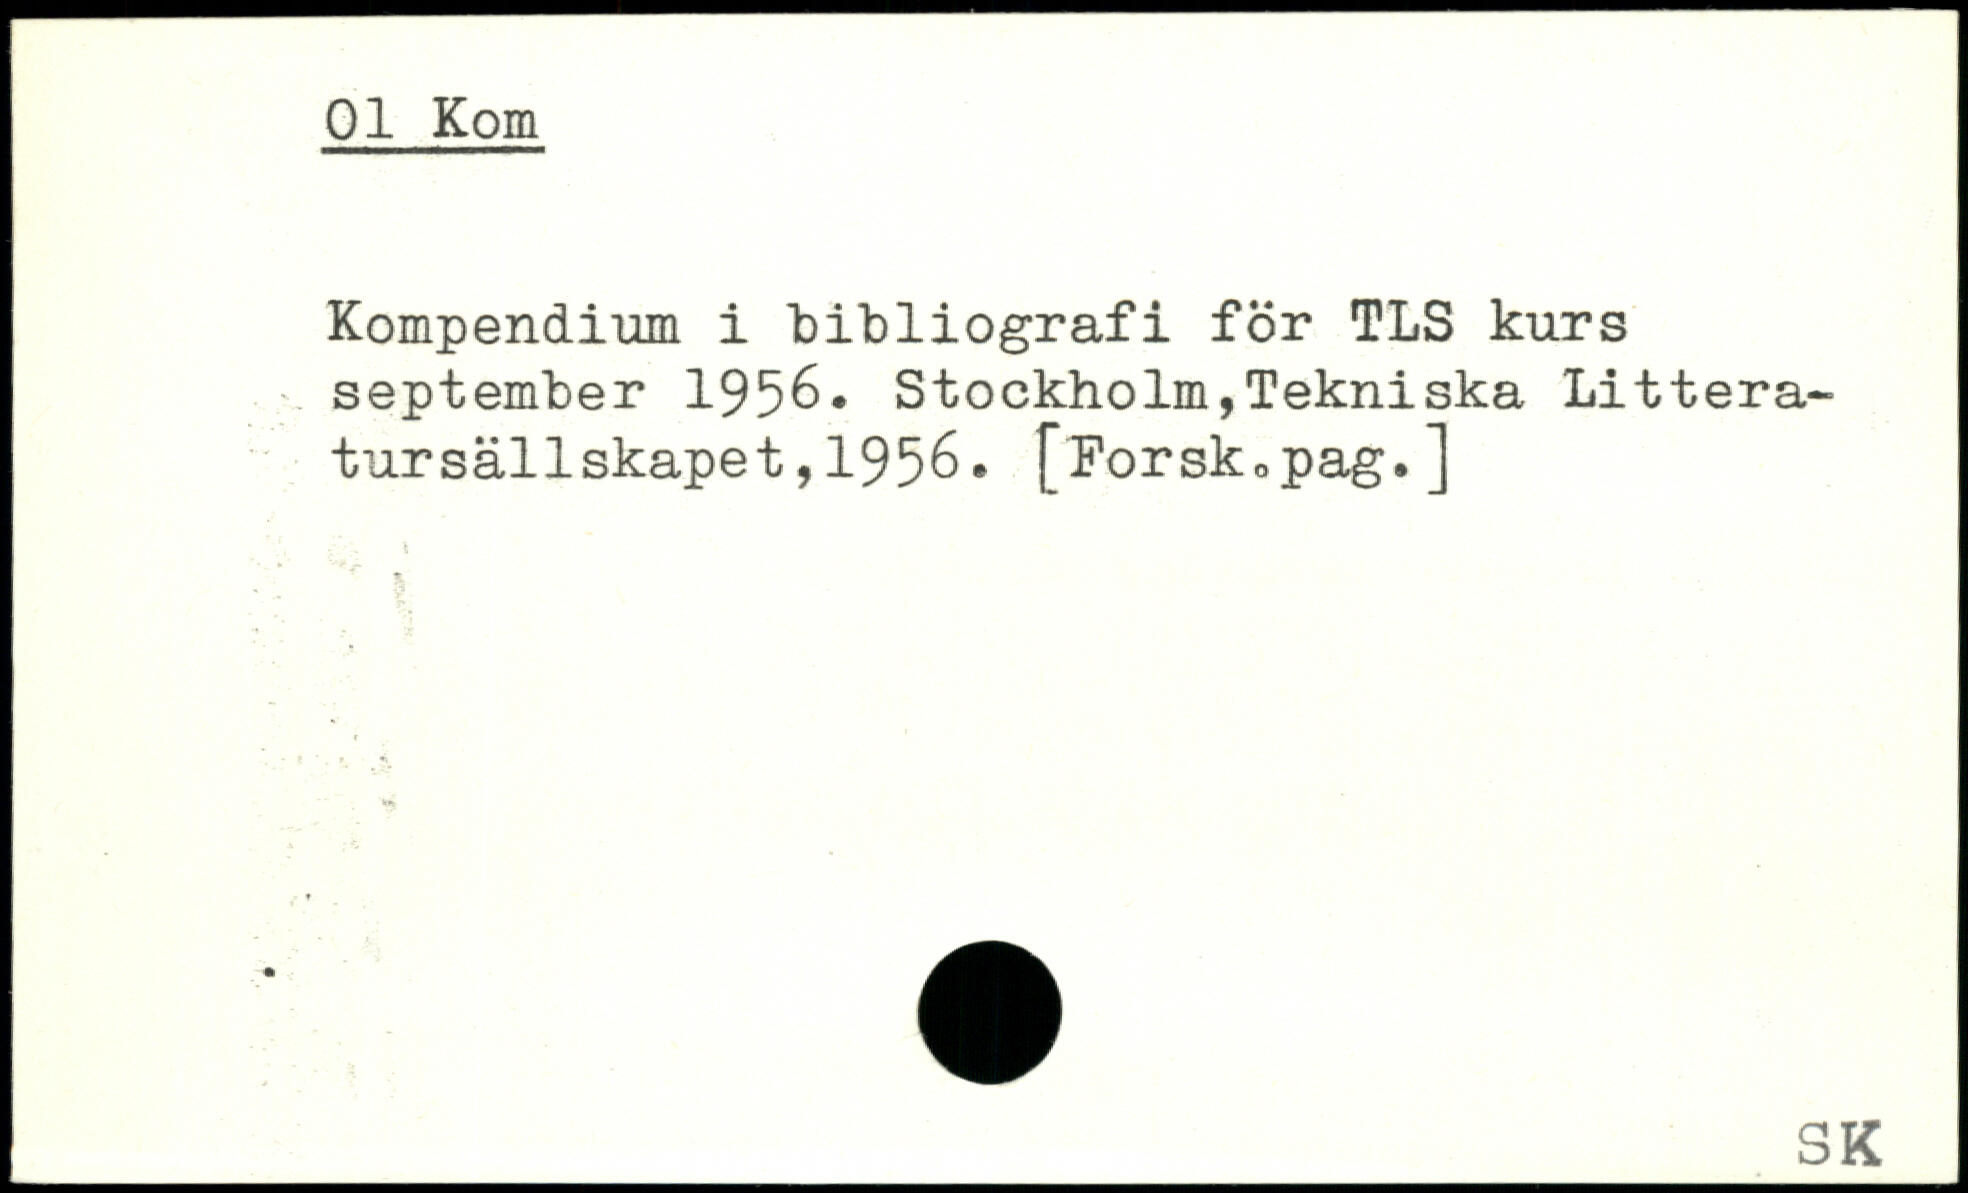 01 Kom
Kompendium i bibliografi för TLS kurs
september 1956. Stockholm,Tekniska Littera-
tursällskapet,1956. [Forsk.pag.]
SK